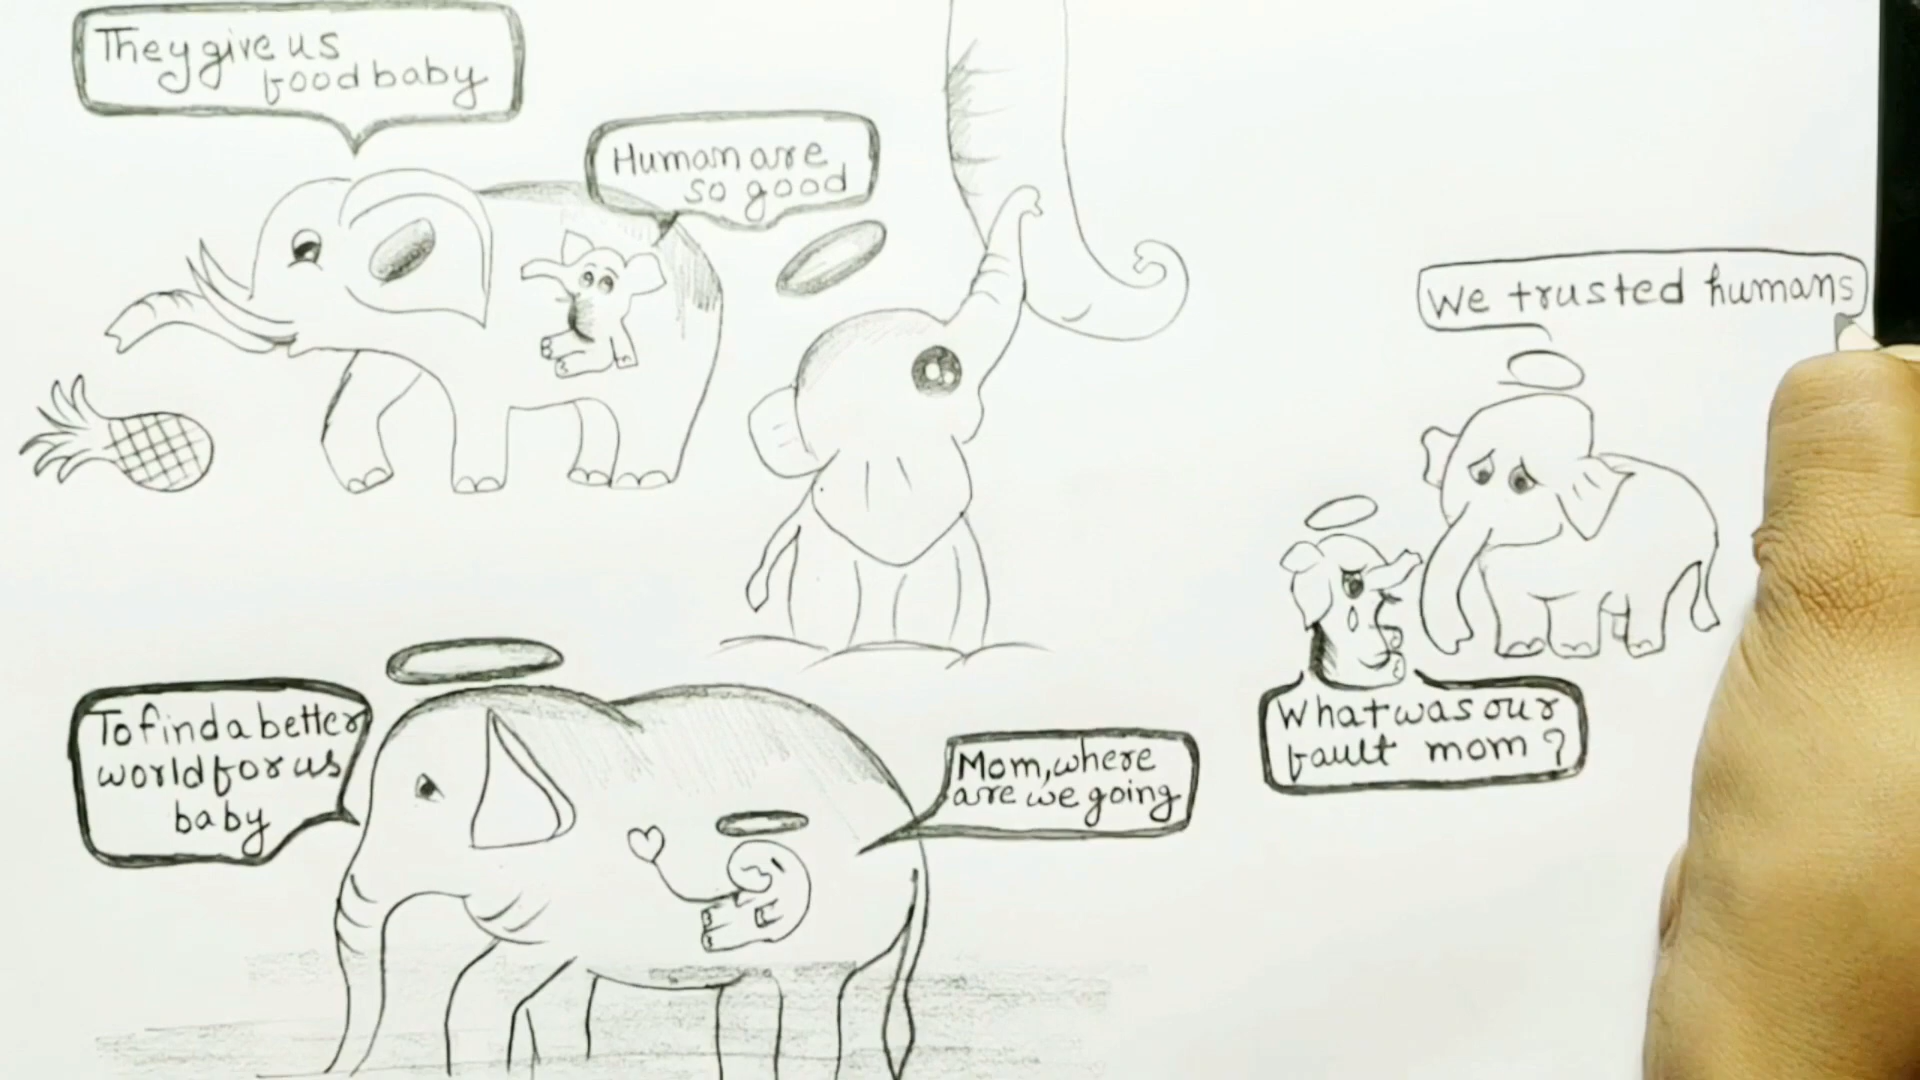 They give us
food baby
Human are
so good
We trusted humans
What was our
fault mom ?
To find a better
world for us
baby
Mom, where
are we going